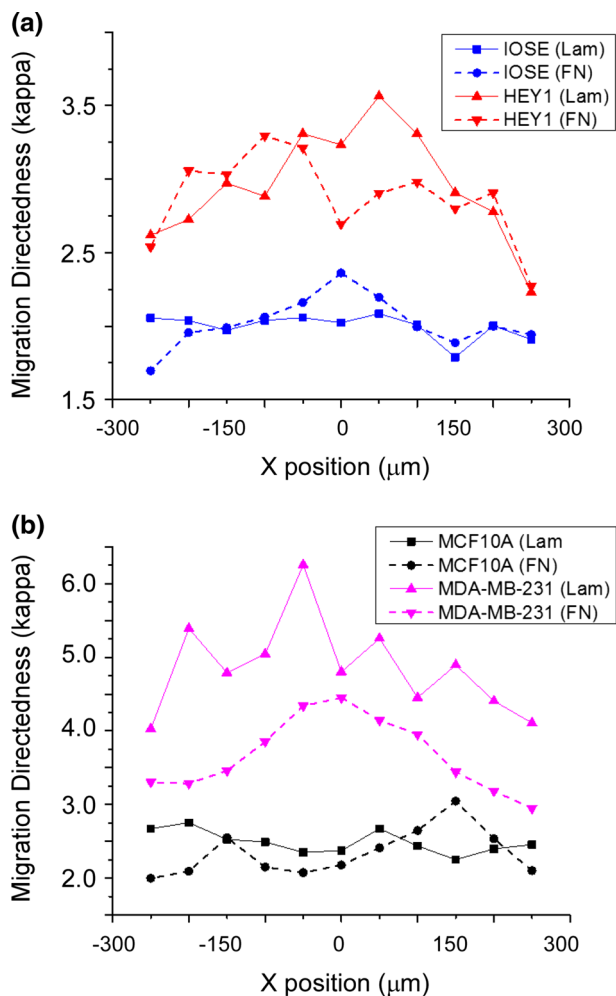 (a)
Migration Directedness (kappa)
3.5
2.5
1.5
IOSE (Lam)
IOSE (FN)
HEY1 (Lam)
HEY1 (FN)
-300 -150 0 150 300
X position (μm)
(b)
Migration Directedness (kappa)
6.0
5.0
4.0
3.0
2.0
MCF10A (Lam
MCF10A (FN)
MDA-MB-231 (Lam)
MDA-MB-231 (FN)
-300 -150 0 150 300
X position (μm)